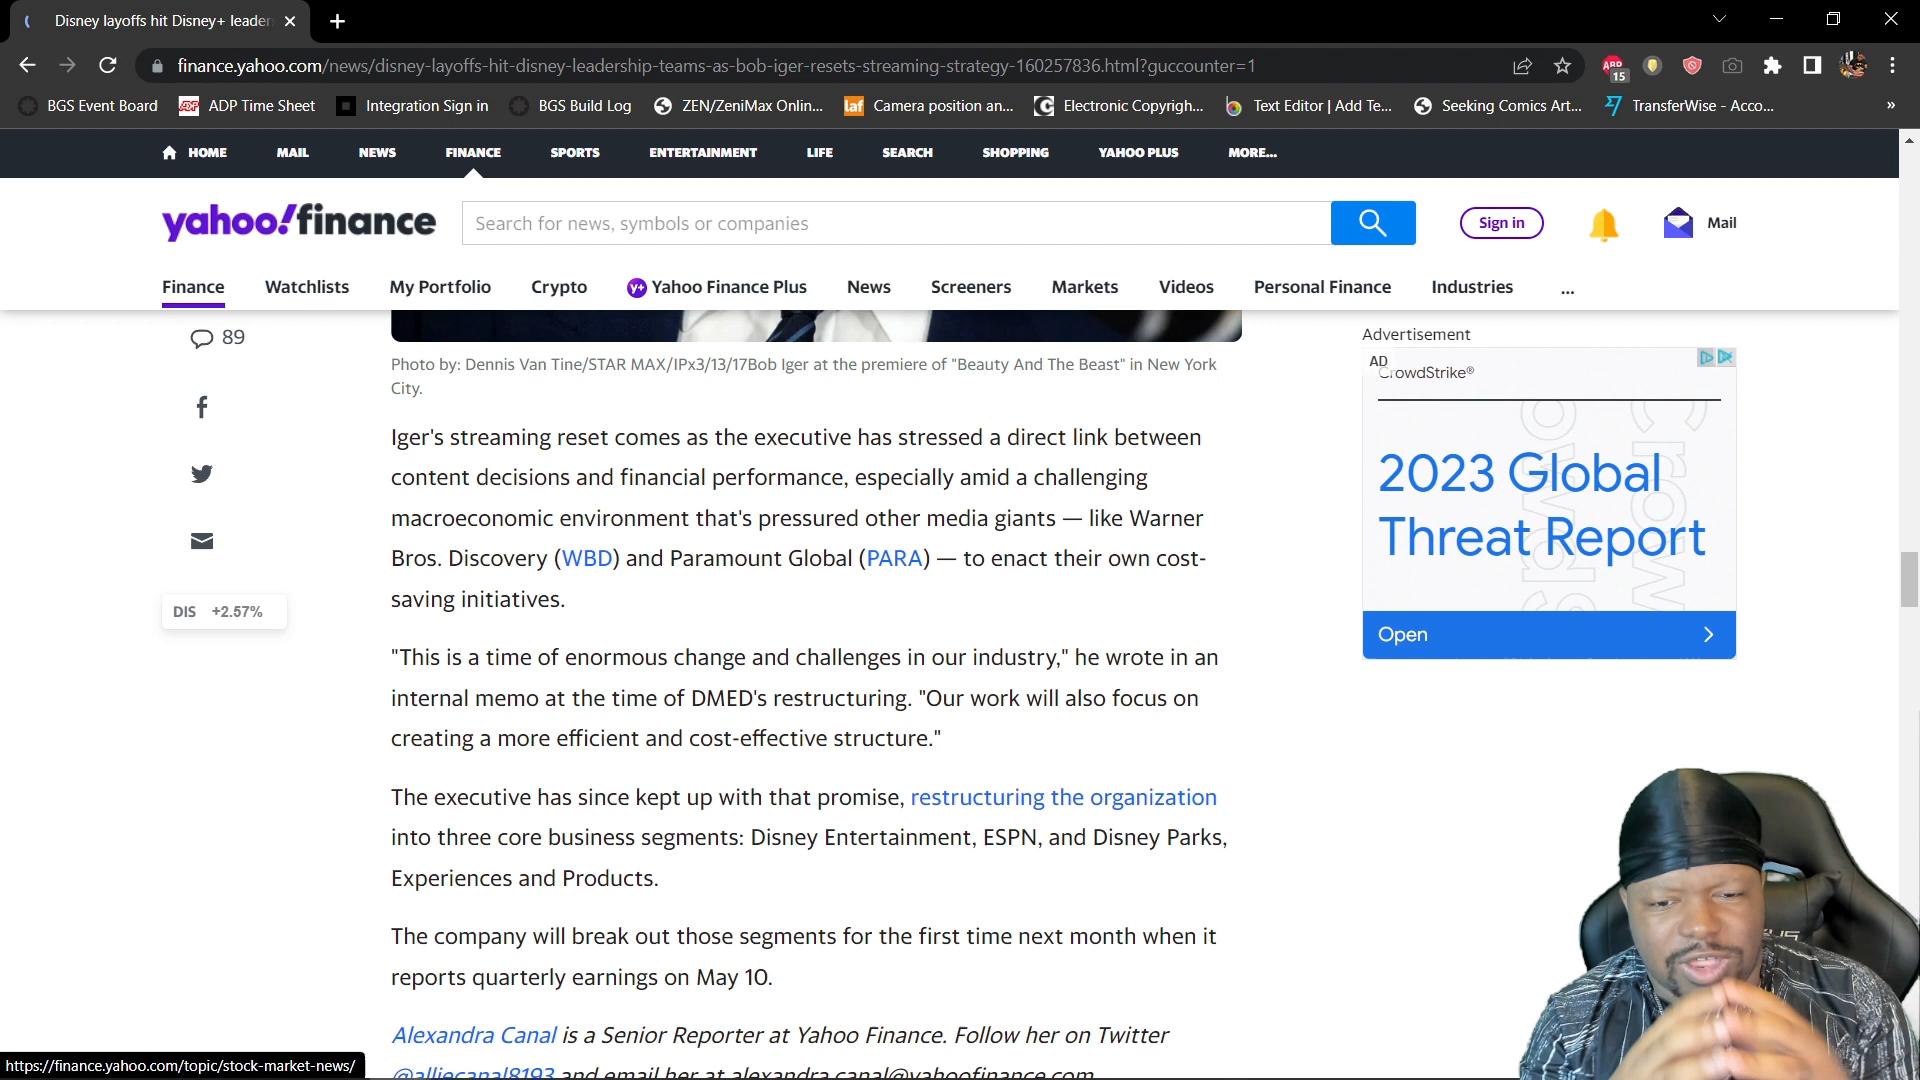 Disney layoffs hit Disney+ leader
finance.yahoo.com/news/disney-layoffs-hit-disney-leadership-teams-as-bob-iger-resets-streaming-strategy-160257836.html?guccounter=1
ABP
15
BGS Event Board
ADP Time Sheet
Integration Sign in
BGS Build Log
ZEN/ZeniMax Onlin...
laf
Camera position an...
Electronic Copyrigh...
Text Editor | Add Te...
Seeking Comics Art...
TransferWise - Acco...
»
HOME
MAIL
NEWS
FINANCE
SPORTS
ENTERTAINMENT
LIFE
SEARCH
SHOPPING
YAHOO PLUS
MORE...
yahoo!finance
Search for news, symbols or companies
Sign in
Mail
Finance
Watchlists
My Portfolio
Crypto
y+ Yahoo Finance Plus
News
Screeners
Markets
Videos
Personal Finance
Industries
...
89
DIS +2.57%
Photo by: Dennis Van Tine/STAR MAX/IPx3/13/17Bob Iger at the premiere of "Beauty And The Beast" in New York
City.
Iger's streaming reset comes as the executive has stressed a direct link between
content decisions and financial performance, especially amid a challenging
macroeconomic environment that's pressured other media giants — like Warner
Bros. Discovery (WBD) and Paramount Global (PARA) — to enact their own cost-
saving initiatives.
"This is a time of enormous change and challenges in our industry," he wrote in an
internal memo at the time of DMED's restructuring. "Our work will also focus on
creating a more efficient and cost-effective structure."
The executive has since kept up with that promise, restructuring the organization
into three core business segments: Disney Entertainment, ESPN, and Disney Parks,
Experiences and Products.
The company will break out those segments for the first time next month when it
reports quarterly earnings on May 10.
Alexandra Canal is a Senior Reporter at Yahoo Finance. Follow her on Twitter
@alliecanal8193 and email her at alexandra.canal@yahoofinance.com
Advertisement
AD
CrowdStrike®
2023 Global
Threat Report
Open
https://finance.yahoo.com/topic/stock-market-news/